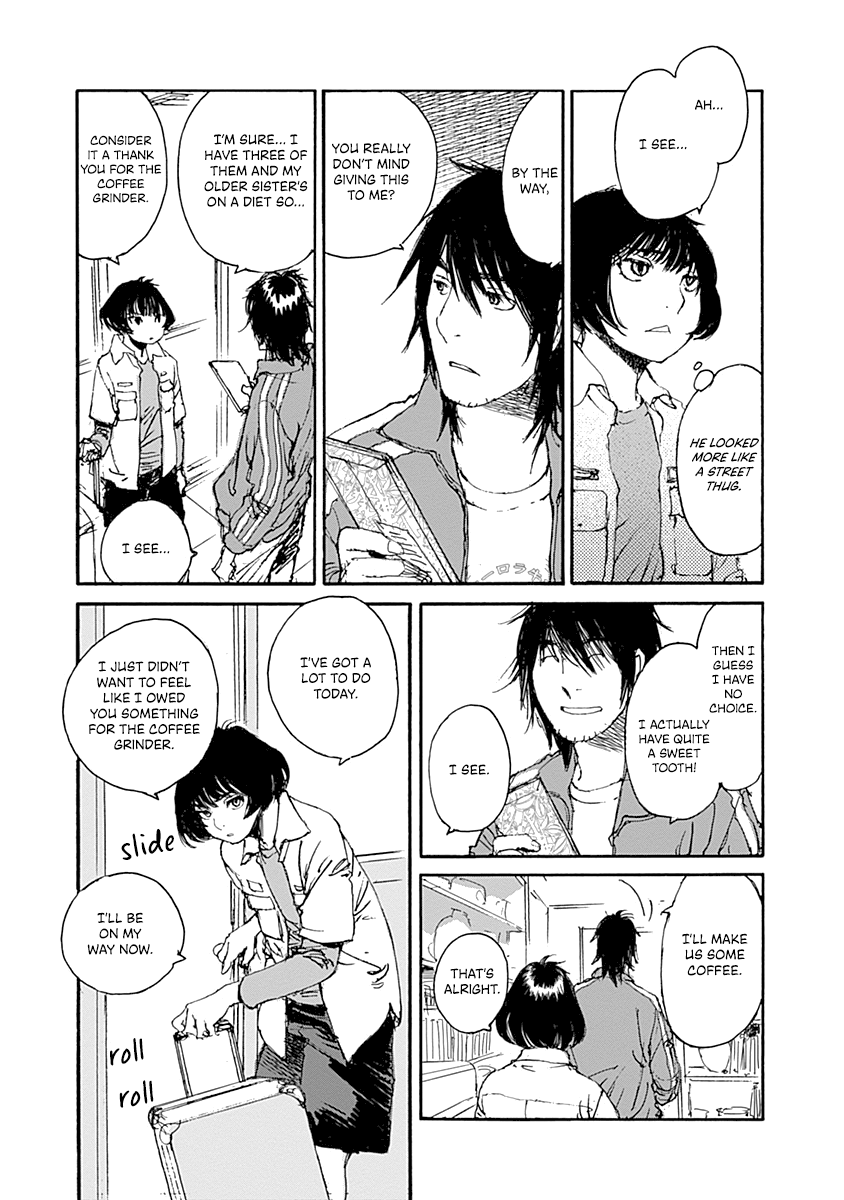 AH...
I SEE...
HE LOOKED
MORE LIKE
A STREET
THUG.
BY THE
WAY,
YOU REALLY
DON'T MIND
GIVING THIS
TO ME?
ーロラ
I'M SURE... I
HAVE THREE OF
THEM AND MY
OLDER SISTER'S
ON A DIET SO...
CONSIDER
IT A THANK
YOU FOR THE
COFFEE
GRINDER.
I SEE...
THEN I
GUESS
I HAVE
NO
CHOICE.
I ACTUALLY
HAVE QUITE
A SWEET
TOOTH!
I SEE.
I'LL MAKE
US SOME
COFFEE.
THAT'S
ALRIGHT.
I'VE GOT A
LOT TO DO
TODAY.
I JUST DIDN'T
WANT TO FEEL
LIKE I OWED
YOU SOMETHING
FOR THE COFFEE
GRINDER.
slide
I'LL BE
ON MY
WAY NOW.
roll
roll